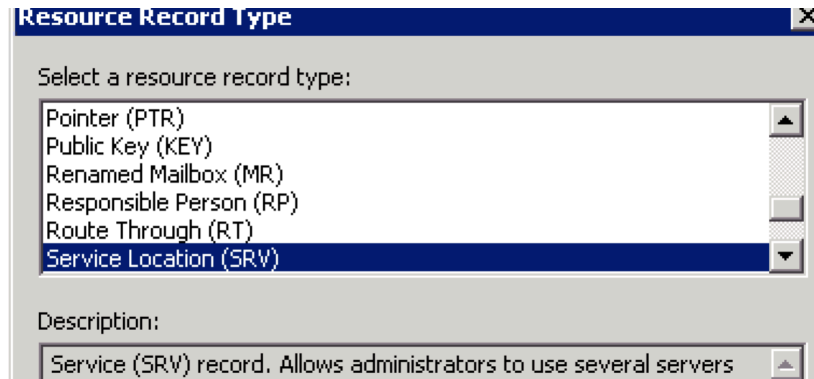 Resource Record Type
Select a resource record type:
Pointer (PTR)
Public Key (KEY)
Renamed Mailbox (MR)
Responsible Person (RP)
Route Through (RT)
Service Location (SRV)
Description:
Service (SRV) record. Allows administrators to use several servers